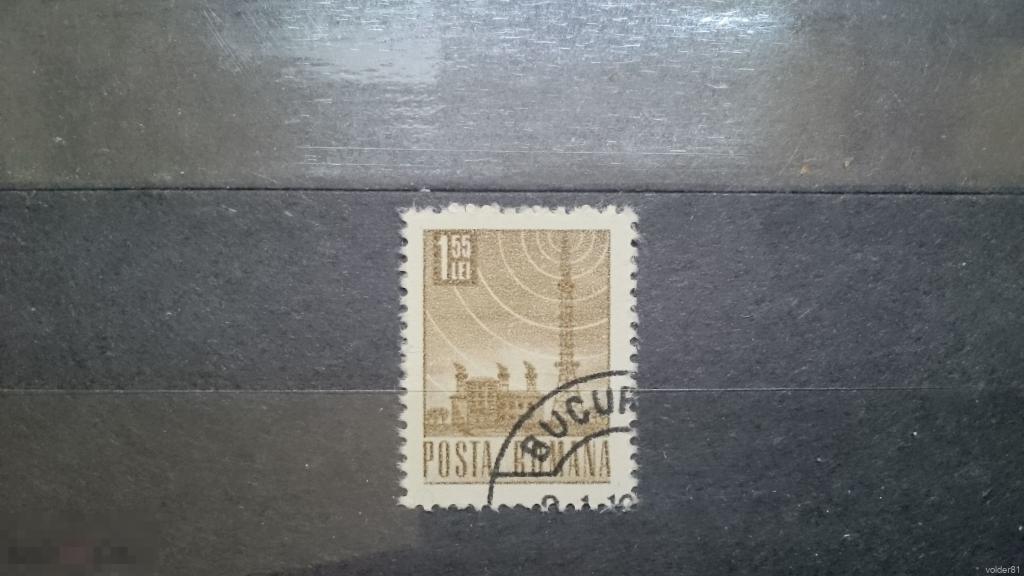 1 55
LEI
BUCUR
POSTA ROMANA
volder81